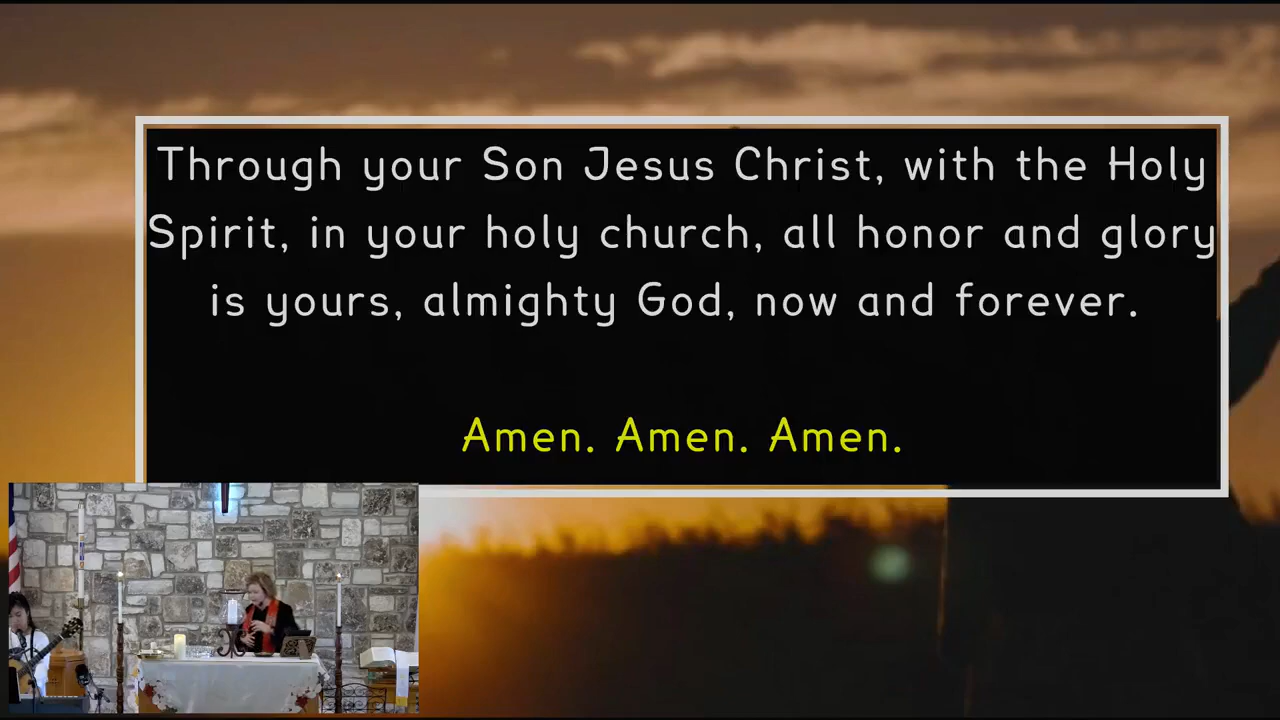 Through your Son Jesus Christ, with the Holy
Spirit, in your holy church, all honor and glory
is yours, almighty God, now and forever.
Amen. Amen. Amen.